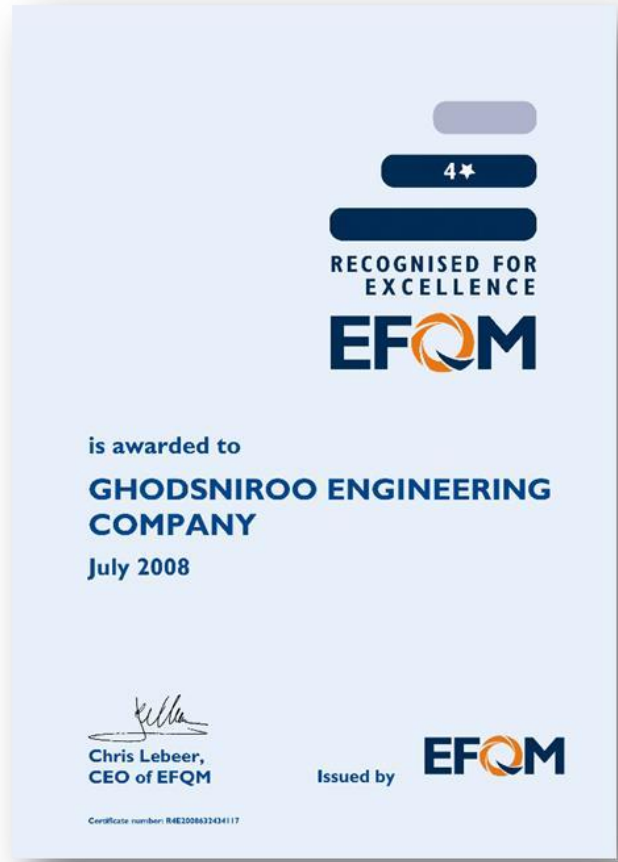 4★
RECOGNISED FOR
EXCELLENCE
EFQM
is awarded to
GHODSNIROO ENGINEERING
COMPANY
July 2008
Chris Lebeer,
CEO of EFQM
Issued by
EFQM
Certificate number: R4E2008632434117